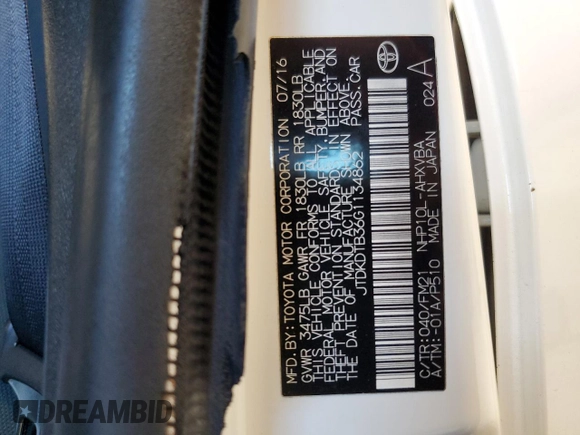 MFD. BY: TOYOTA MOTOR CORPORATION 07/16
GVWR 3475LB GAWR FR 1830LB RR 1830LB
THIS VEHICLE CONFORMS TO ALL APPLICABLE
FEDERAL MOTOR VEHICLE SAFETY, BUMPER, AND
THEFT PREVENTION STANDARDS IN EFFECT ON
THE DATE OF MANUFACTURE SHOWN ABOVE.
JTDKDTB36G1134862 PASS.CAR
C/TR: 040/FM21 NHP10L-AHXVBA
A/TM: -01A/P510 MADE IN JAPAN 024 A
DREAMBID